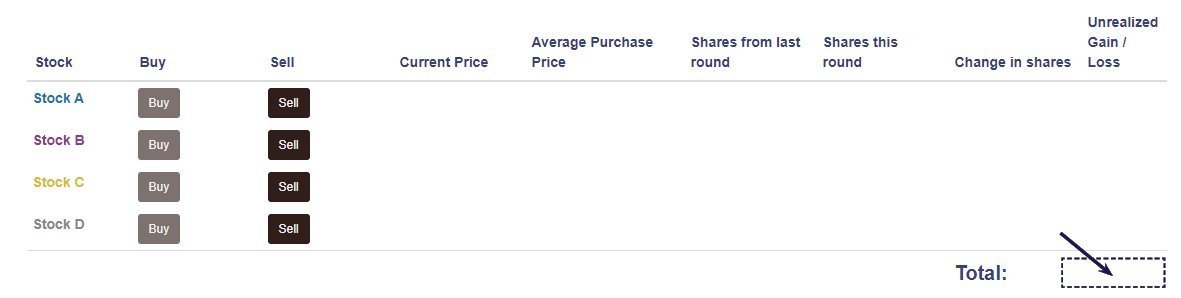 Stock Buy Sell Current Price Average Purchase Price Shares from last round Shares this round Change in shares Unrealized Gain / Loss
Stock A Buy Sell
Stock B Buy Sell
Stock C Buy Sell
Stock D Buy Sell
Total: